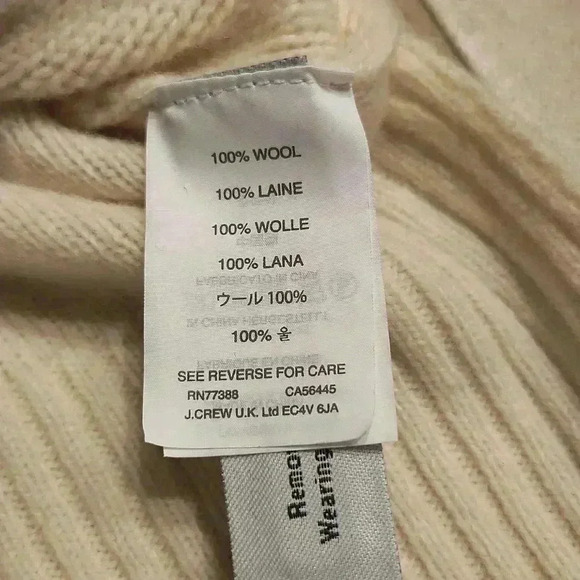 100% WOOL
100% LAINE
100% WOLLE
100% LANA
ウール 100%
100% 울
SEE REVERSE FOR CARE
RN77388 CA56445
J.CREW U.K. Ltd EC4V 6JA
Remov
Wearing